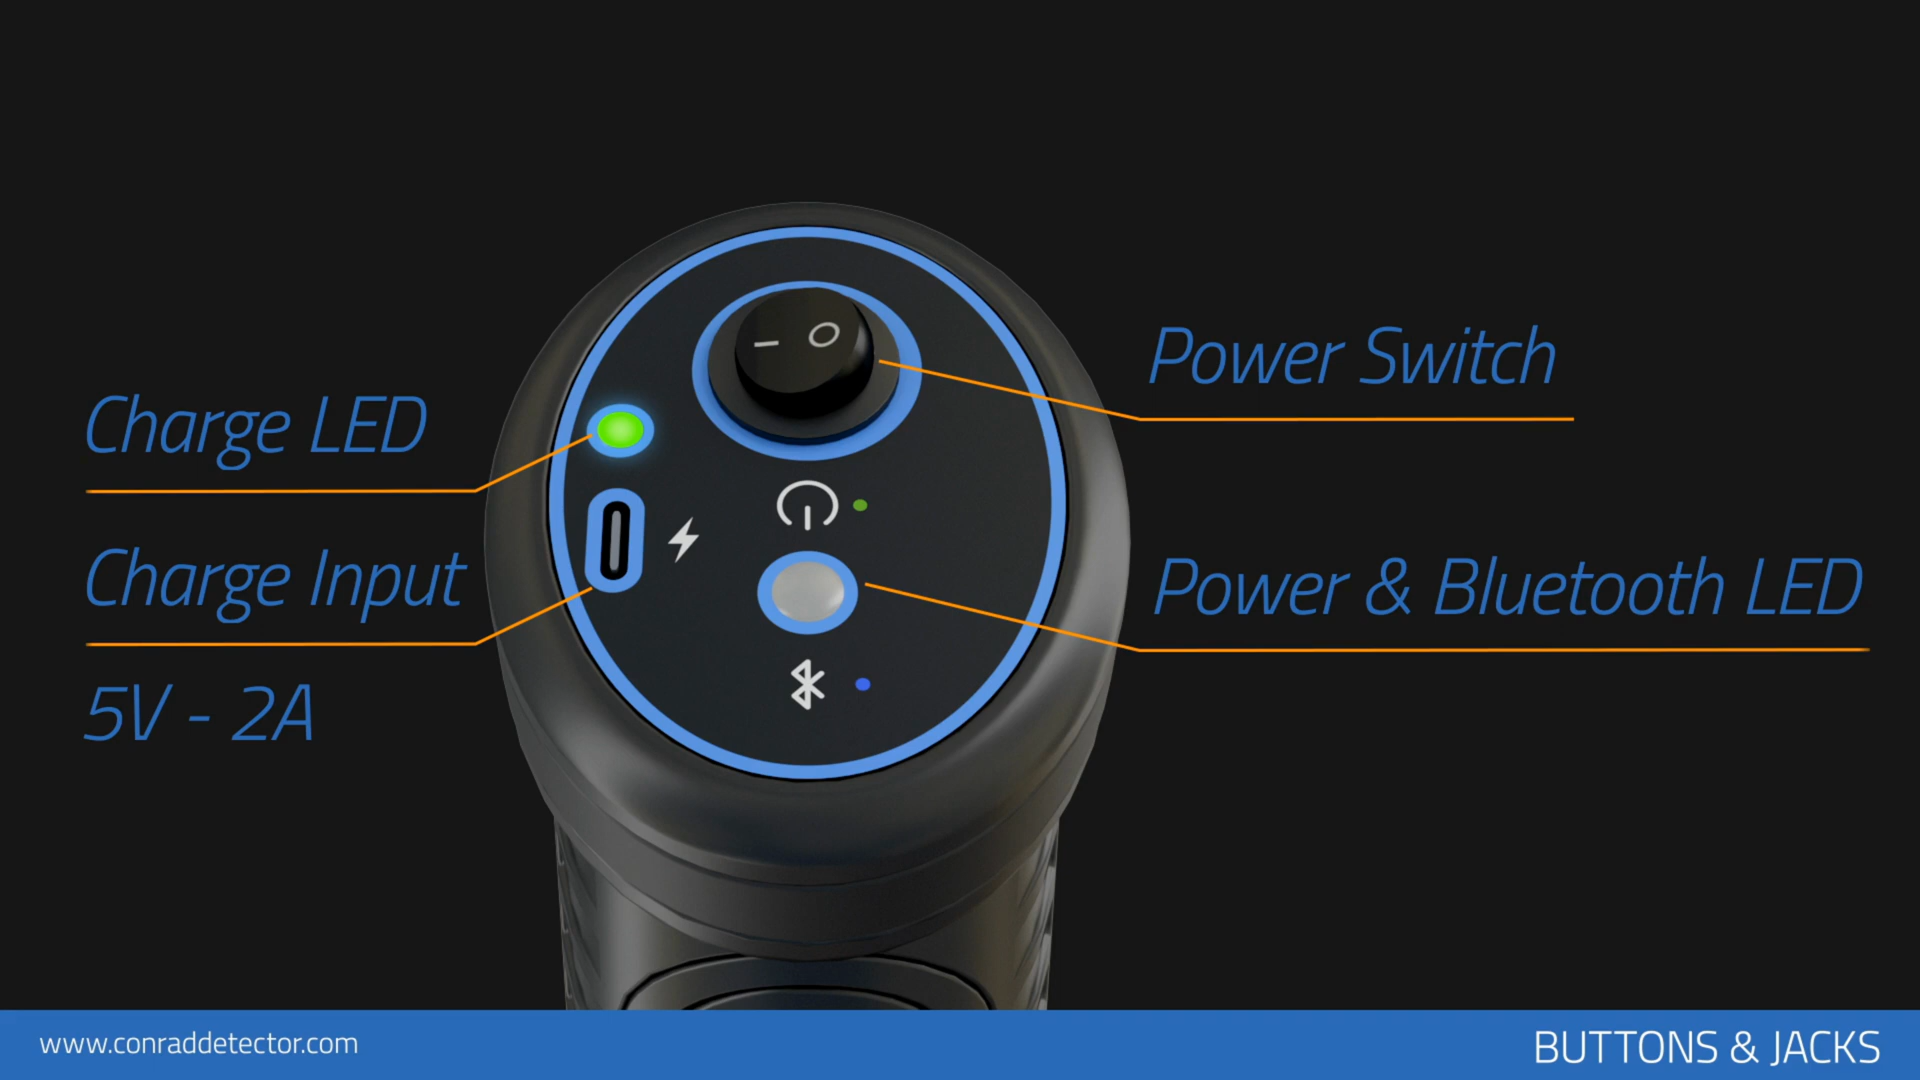 Power Switch
Charge LED
Charge Input
Power & Bluetooth LED
5V - 2A
www.conraddetector.com
BUTTONS & JACKS